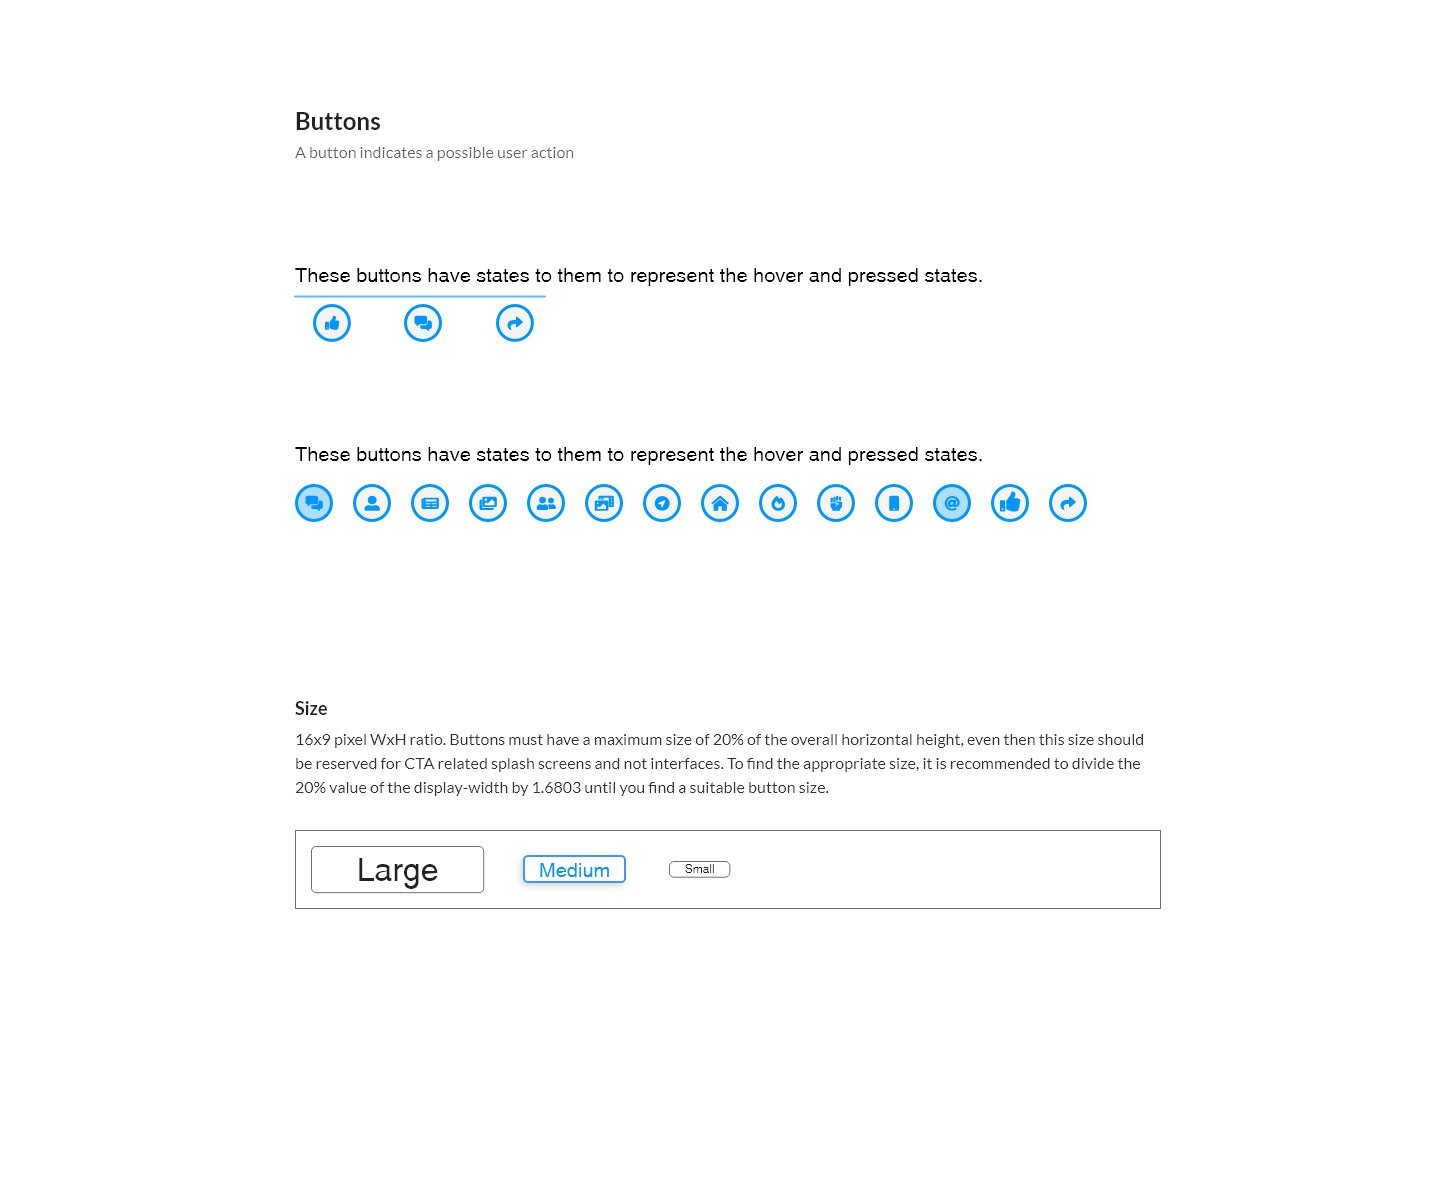 Buttons
A button indicates a possible user action
These buttons have states to them to represent the hover and pressed states.
These buttons have states to them to represent the hover and pressed states.
@
Size
16x9 pixel WxH ratio. Buttons must have a maximum size of 20% of the overall horizontal height, even then this size should
be reserved for CTA related splash screens and not interfaces. To find the appropriate size, it is recommended to divide the
20% value of the display-width by 1.6803 until you find a suitable button size.
Large Medium Small